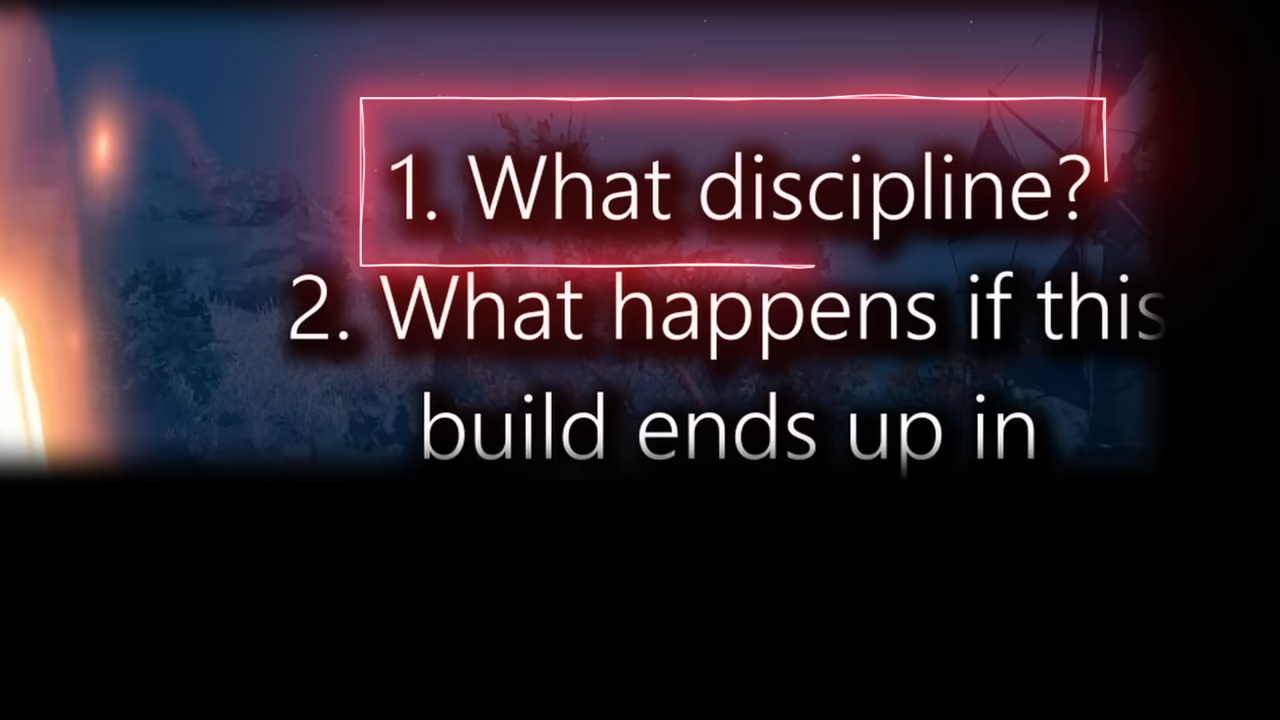 1. What discipline?
2. What happens if this
build ends up in